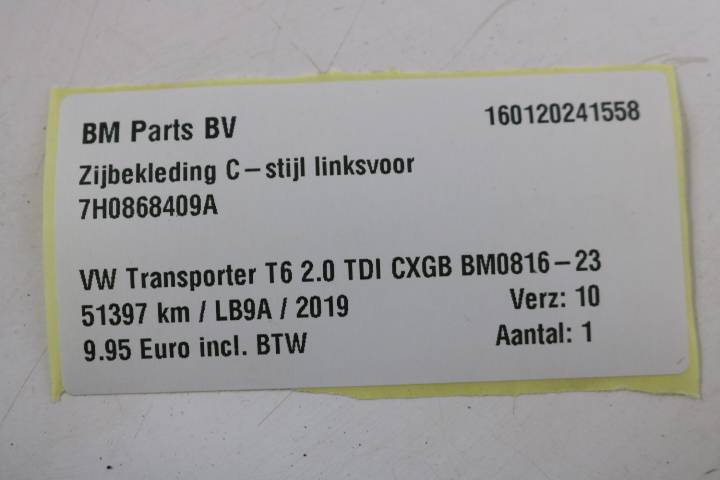 BM Parts BV 160120241558
Zijbekleding C-stijl linksvoor
7H0868409A
VW Transporter T6 2.0 TDI CXGB BM0816-23
51397 km / LB9A / 2019 Verz: 10
9.95 Euro incl. BTW Aantal: 1